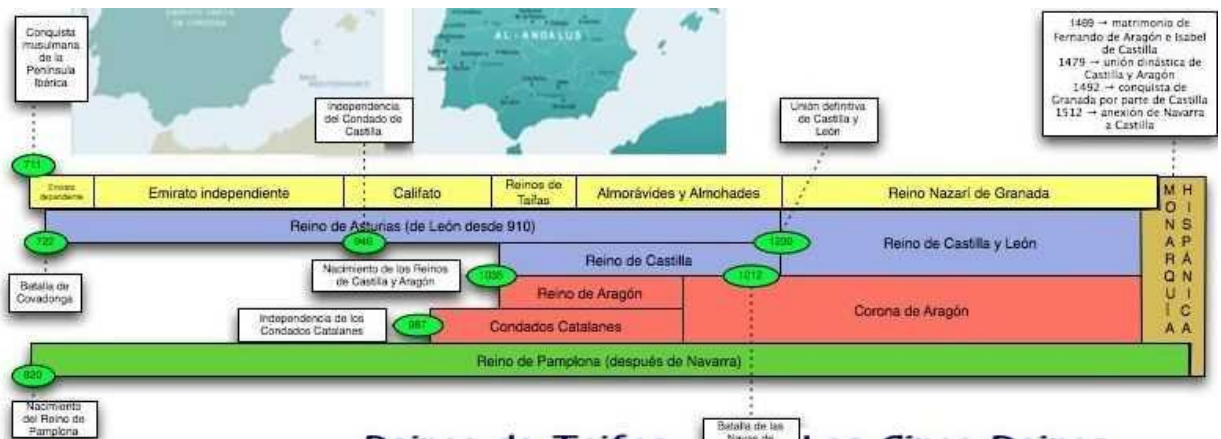 Conquista
musulmana
de la
Península
Ibérica
AL-ANDALUS
Independencia
del Condado de
Castilla
Unión definitiva
de Castilla y
León
1469 → matrimonio de
Fernando de Aragón e Isabel
de Castilla
1479 → unión dinástica de
Castilla y Aragón
1492 → conquista de
Granada por parte de Castilla
1512 → anexión de Navarra
a Castilla
711
Emirato
dependiente
Emirato independiente
Califato
Reinos de
Taifas
Almorávides y Almohades
Reino Nazarí de Granada
MONARQUÍA
HISPÁNICA
Reino de Asturias (de León desde 910)
722
Reino de Castilla y León
Batalla de
Covadonga
Nacimiento de los Reinos
de Castilla y Aragón
1035
Reino de Castilla
1212
Reino de Aragón
Corona de Aragón
Independencia de los
Condados Catalanes
987
Condados Catalanes
Reino de Pamplona (después de Navarra)
820
Nacimiento
del Reino de
Pamplona
Batalla de las
Navas de